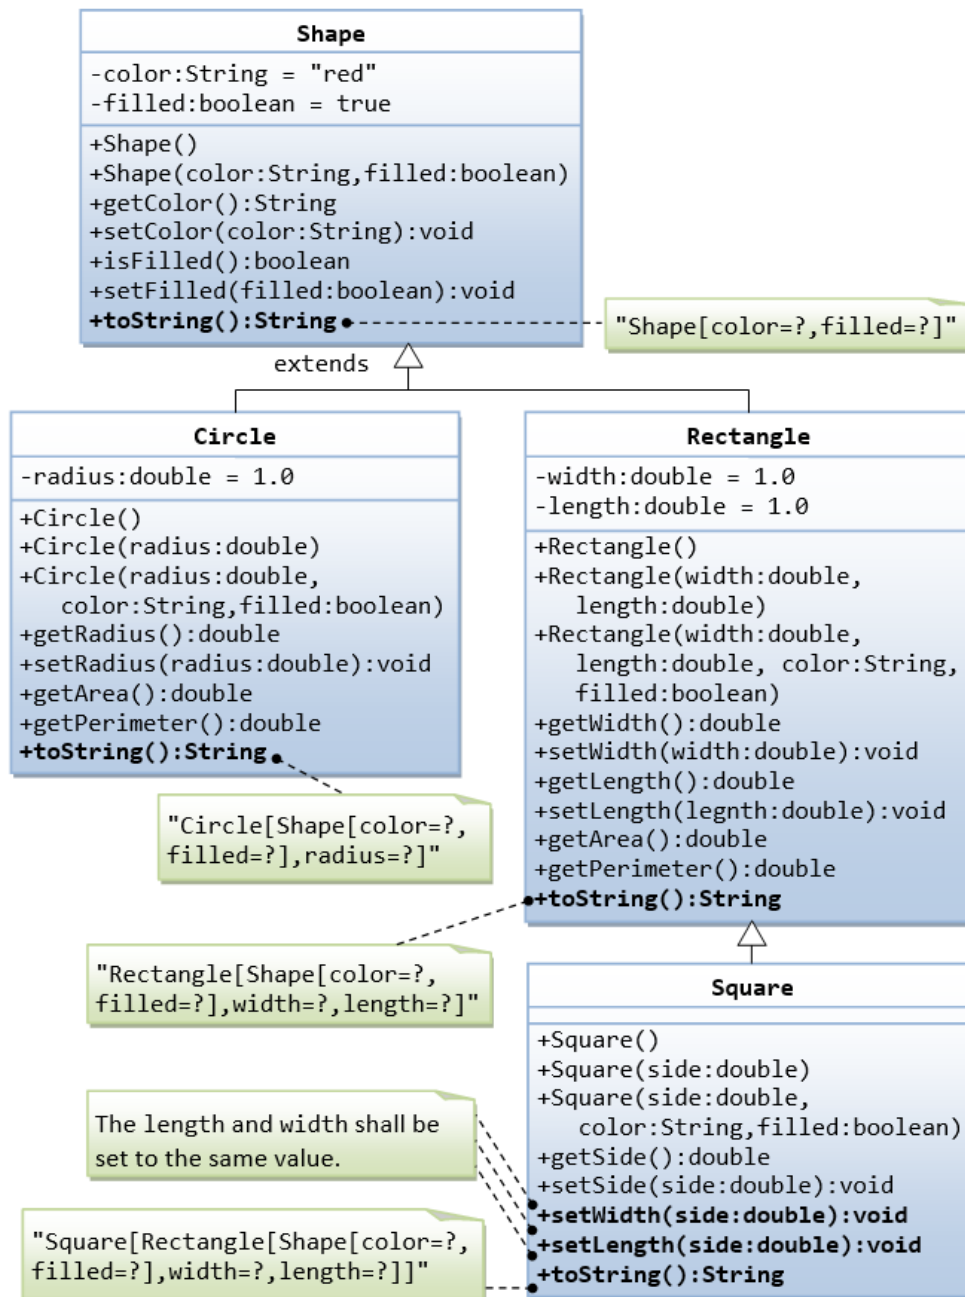 Shape
-color:String = "red"
-filled:boolean = true
+Shape()
+Shape(color:String,filled:boolean)
+getColor():String
+setColor(color:String):void
+isFilled():boolean
+setFilled(filled:boolean):void
+toString():String
"Shape[color=?,filled=?]"
extends
Circle
-radius:double = 1.0
+Circle()
+Circle(radius:double)
+Circle(radius:double,
color:String,filled:boolean)
+getRadius():double
+setRadius(radius:double):void
+getArea():double
+getPerimeter():double
+toString():String
"Circle[Shape[color=?,
filled=?],radius=?]"
Rectangle
-width:double = 1.0
-length:double = 1.0
+Rectangle()
+Rectangle(width:double,
length:double)
+Rectangle(width:double,
length:double, color:String,
filled:boolean)
+getWidth():double
+setWidth(width:double):void
+getLength():double
+setLength(legnth:double):void
+getArea():double
+getPerimeter():double
+toString():String
"Rectangle[Shape[color=?,
filled=?],width=?,length=?]"
Square
+Square()
+Square(side:double)
+Square(side:double,
color:String,filled:boolean)
+getSide():double
+setSide(side:double):void
+setWidth(side:double):void
+setLength(side:double):void
+toString():String
The length and width shall be
set to the same value.
"Square[Rectangle[Shape[color=?,
filled=?],width=?,length=?]]"